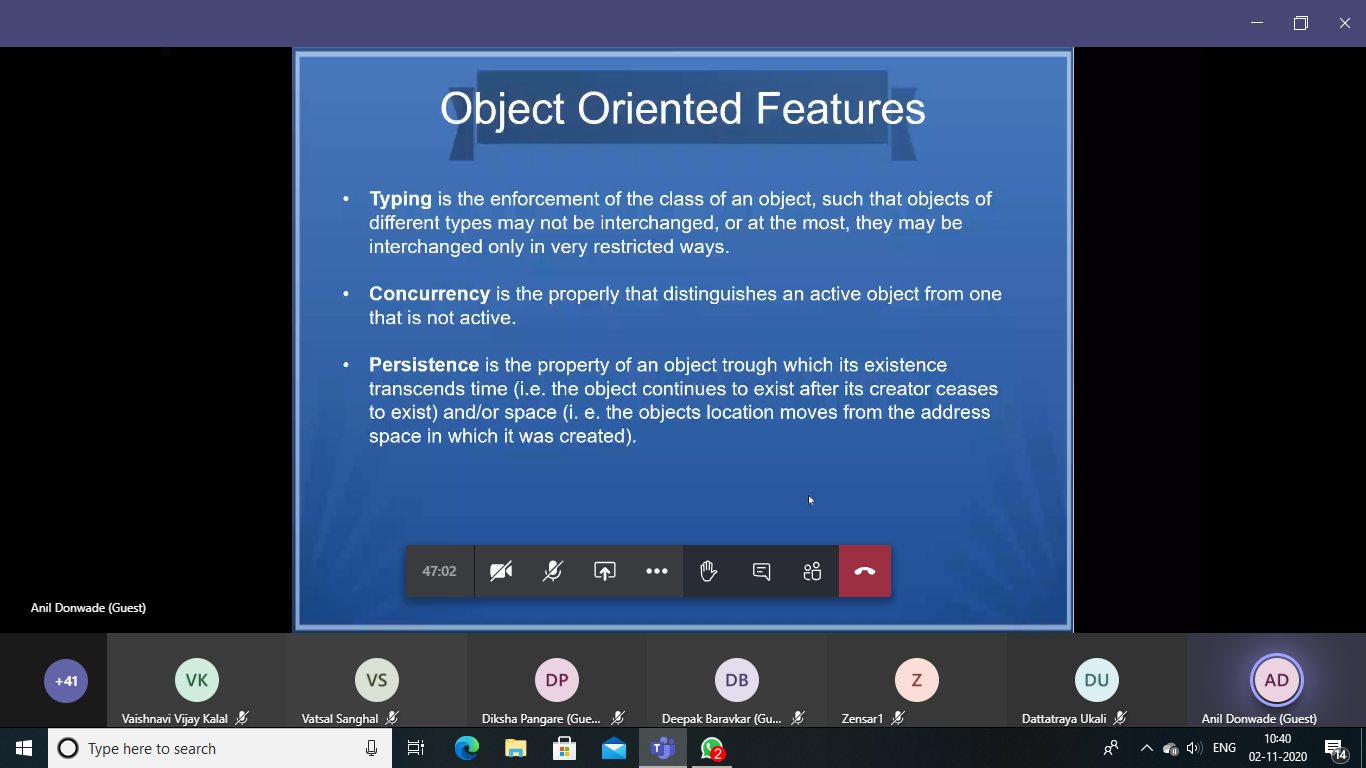 Object Oriented Features
• Typing is the enforcement of the class of an object, such that objects of
different types may not be interchanged, or at the most, they may be
interchanged only in very restricted ways.
• Concurrency is the properly that distinguishes an active object from one
that is not active.
• Persistence is the property of an object trough which its existence
transcends time (i.e. the object continues to exist after its creator ceases
to exist) and/or space (i. e. the objects location moves from the address
space in which it was created).
47:02
Anil Donwade (Guest)
+41
VK
VS
DP
DB
Z
DU
AD
Vaishnavi Vijay Kalal
Vatsal Sanghal
Diksha Pangare (Gue...
Deepak Baravkar (Gu...
Zensar1
Dattatraya Ukali
Anil Donwade (Guest)
Type here to search
2
ENG
10:40
02-11-2020
14